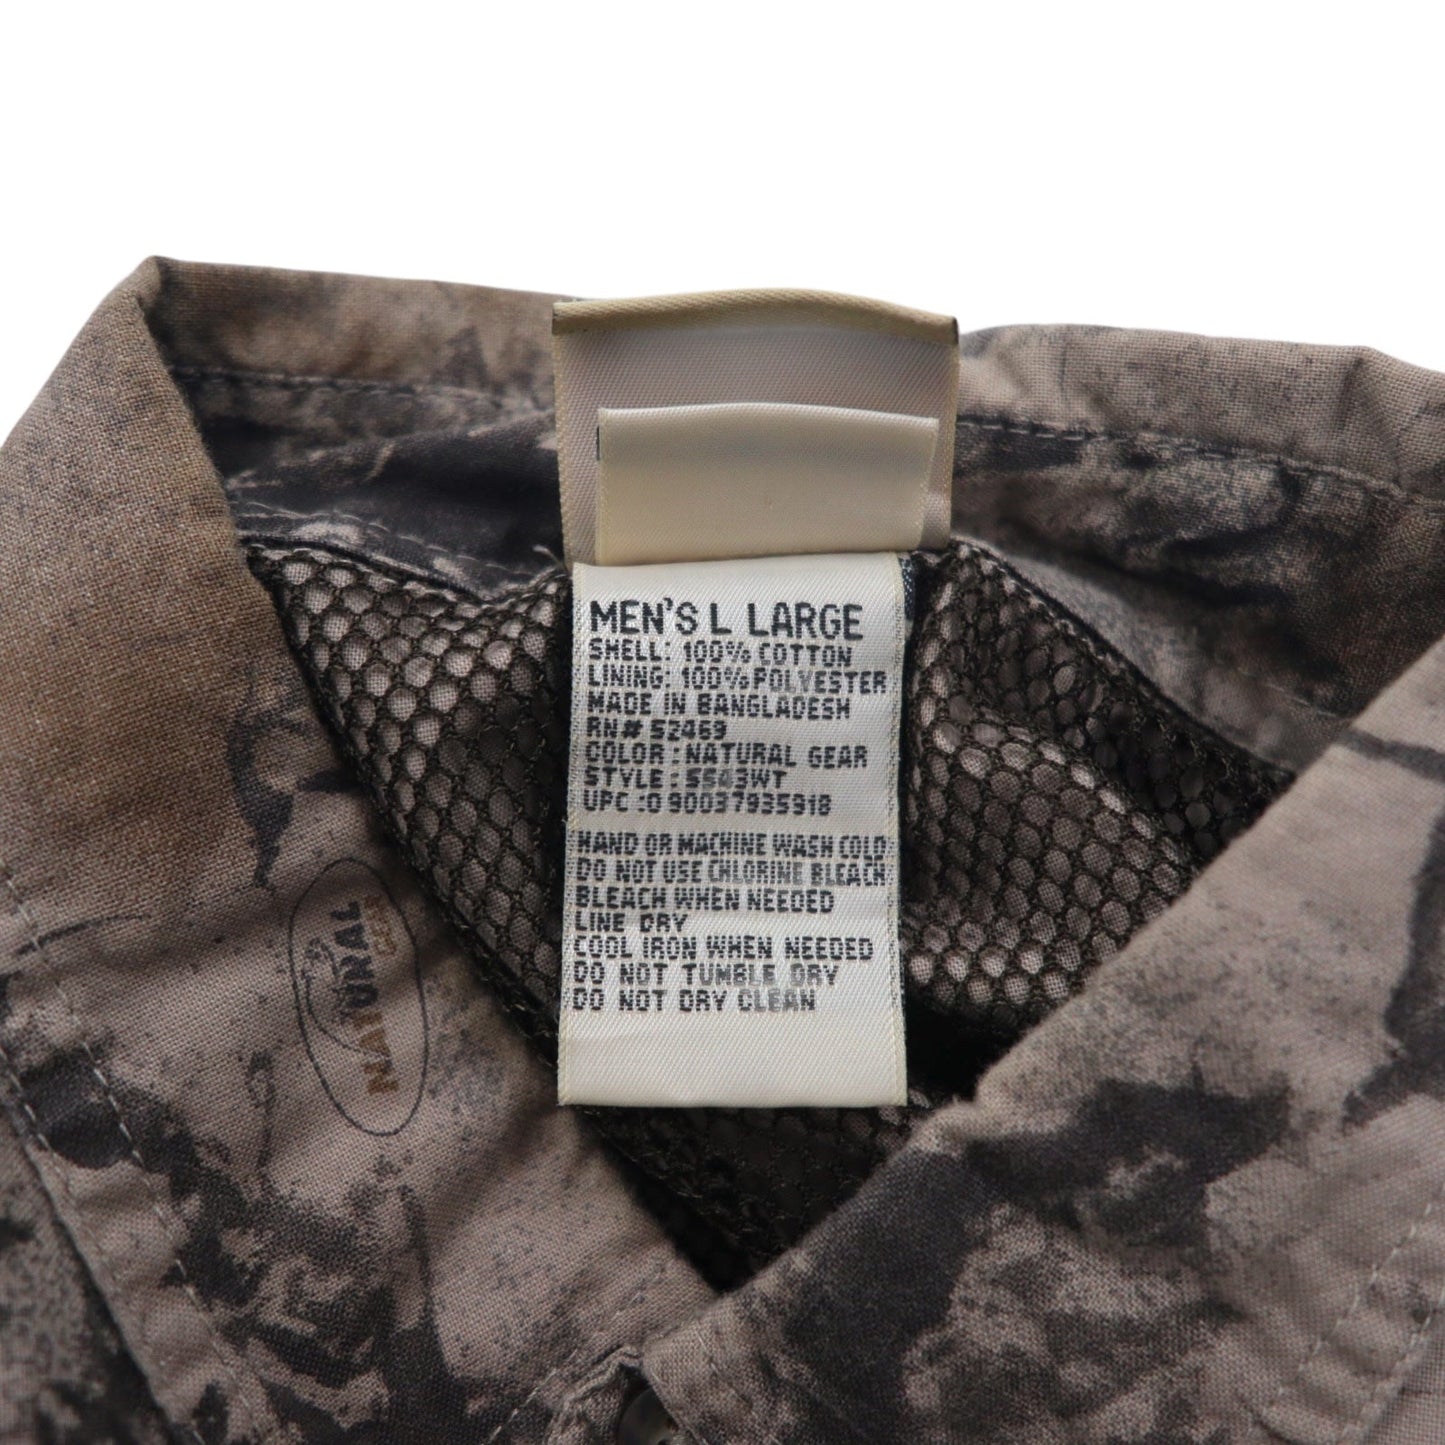 MEN'S L LARGE
SHELL: 100% COTTON
LINING: 100% POLYESTER
MADE IN BANGLADESH
RN# 52469
COLOR : NATURAL GEAR
STYLE : 5543WT
UPC :0 90037935918
HAND OR MACHINE WASH COLD
DO NOT USE CHLORINE BLEACH
BLEACH WHEN NEEDED
LINE DRY
COOL IRON WHEN NEEDED
DO NOT TUMBLE DRY
DO NOT DRY CLEAN
NATURAL
GEAR